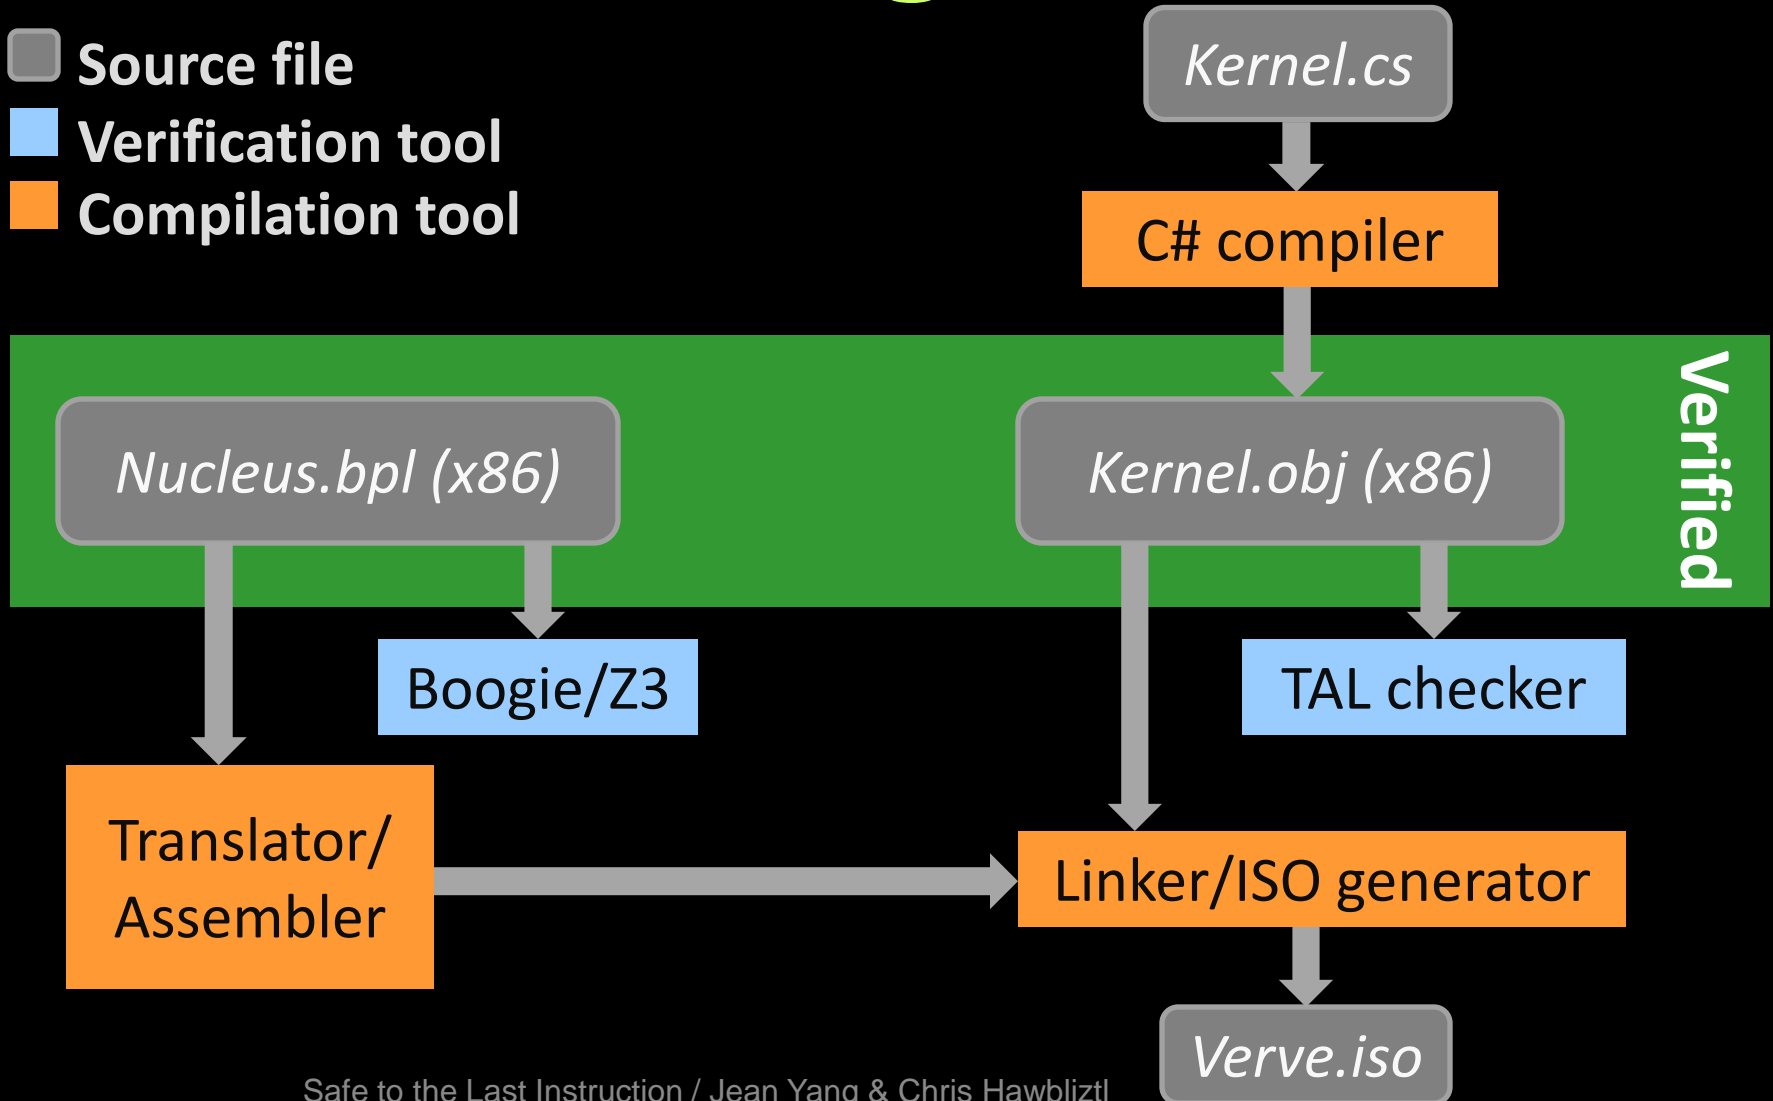 Source file
Verification tool
Compilation tool
Kernel.cs
C# compiler
Verified
Nucleus.bpl (x86)
Kernel.obj (x86)
Boogie/Z3
TAL checker
Translator/
Assembler
Linker/ISO generator
Verve.iso
Safe to the Last Instruction / Jean Yang & Chris Hawbliztl